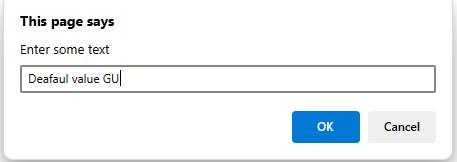 This page says
Enter some text
Deafaul value GU
OK
Cancel